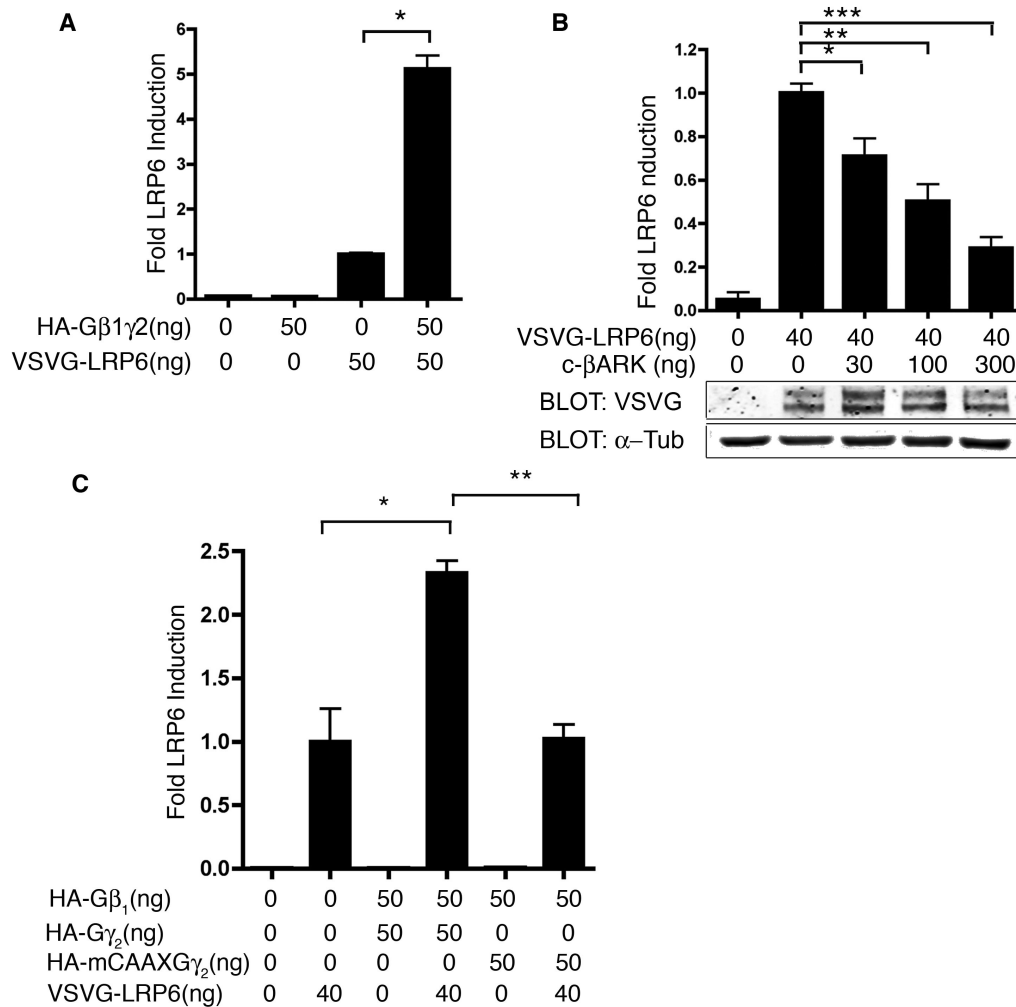 A
*
6
5
4
3
2
1
0
Fold LRP6 Induction
HA-Gβ1γ2(ng) 0 50 0 50
VSVG-LRP6(ng) 0 0 50 50
B
***
**
*
1.2
1.0
0.8
0.6
0.4
0.2
0.0
Fold LRP6 nduction
VSVG-LRP6(ng) 0 40 40 40 40
c-βARK (ng) 0 0 30 100 300
BLOT: VSVG
BLOT: α–Tub
C
**
*
2.5
2.0
1.5
1.0
0.5
0.0
Fold LRP6 Induction
HA-Gβ1(ng) 0 0 50 50 50 50
HA-Gγ2(ng) 0 0 50 50 0 0
HA-mCAAXGγ2(ng) 0 0 0 0 50 50
VSVG-LRP6(ng) 0 40 0 40 0 40